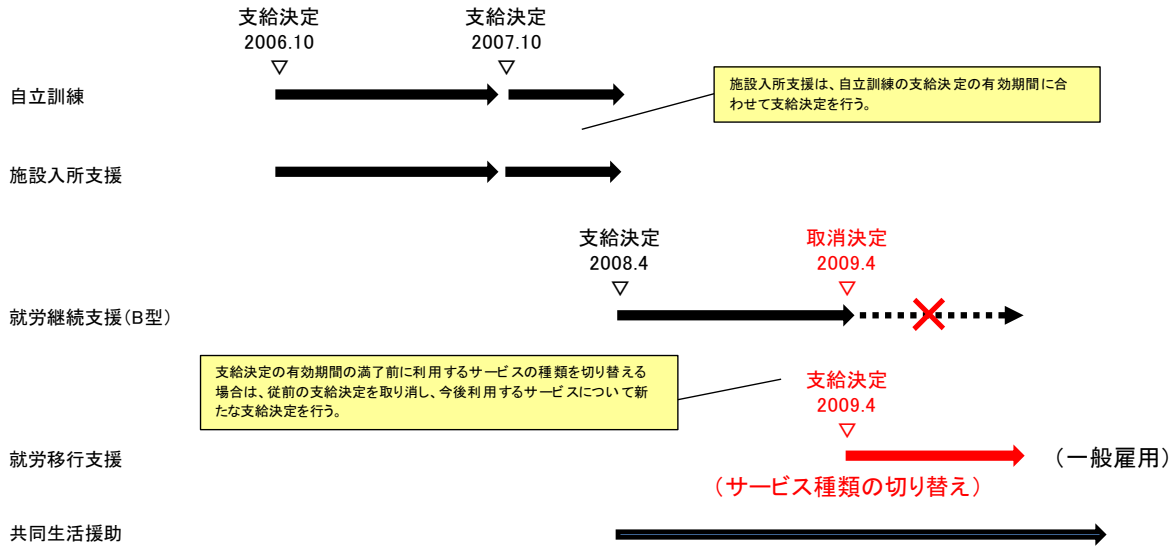 支給決定
2006.10
▽
支給決定
2007.10
▽
自立訓練
施設入所支援は、自立訓練の支給決定の有効期間に合
わせて支給決定を行う。
施設入所支援
支給決定
2008.4
▽
取消決定
2009.4
▽
就労継続支援(B型)
支給決定の有効期間の満了前に利用するサービスの種類を切り替える
場合は、従前の支給決定を取り消し、今後利用するサービスについて新
たな支給決定を行う。
支給決定
2009.4
▽
就労移行支援
(一般雇用)
(サービス種類の切り替え)
共同生活援助